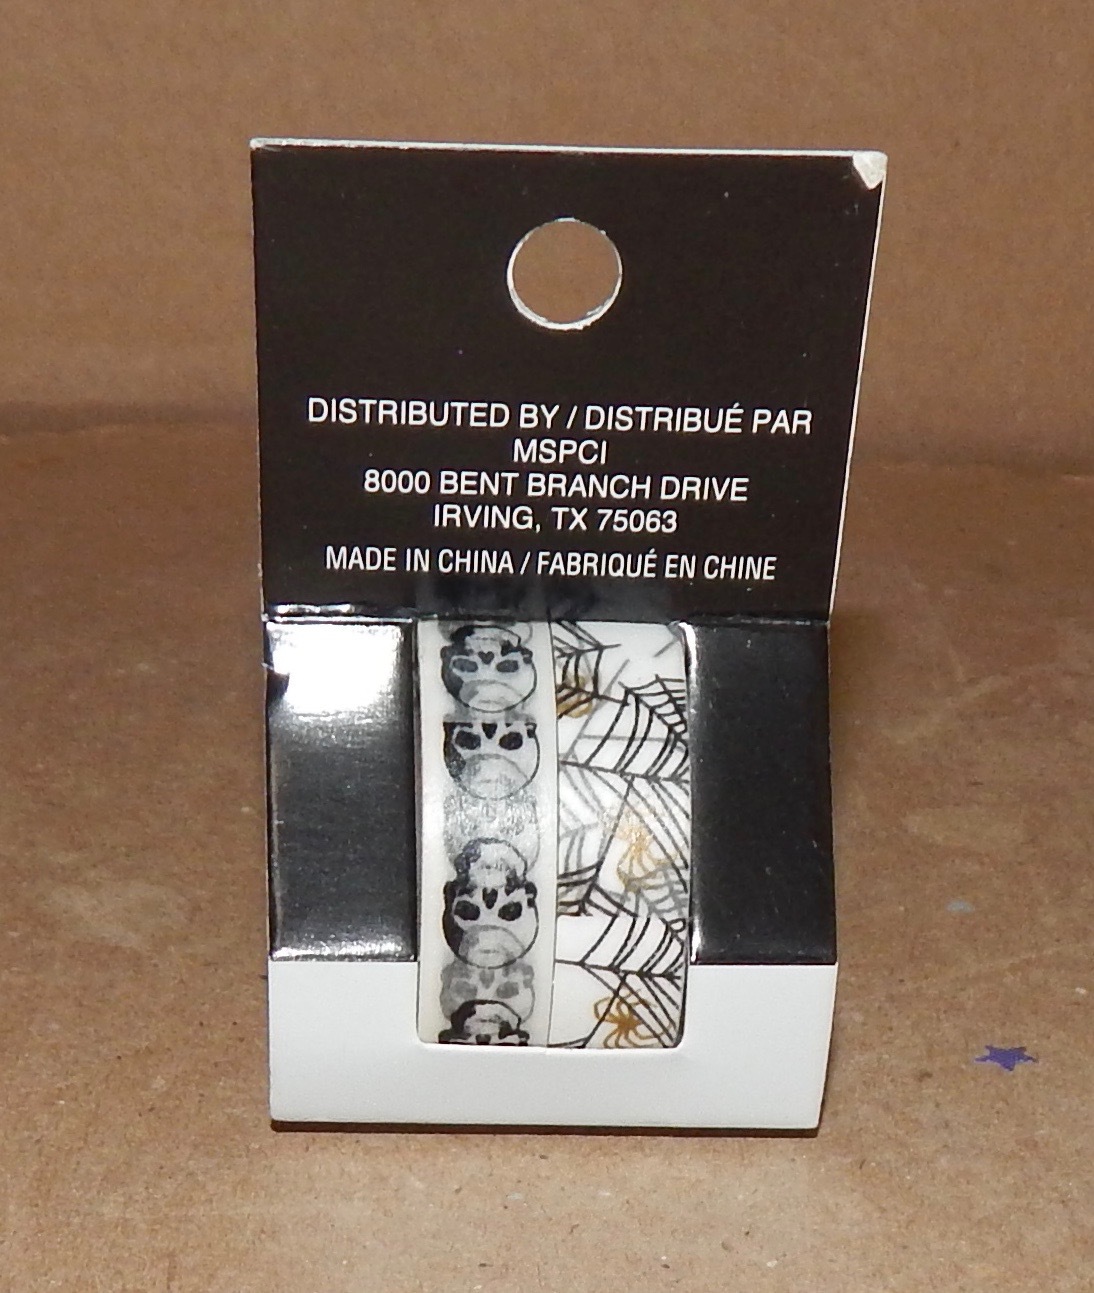 DISTRIBUTED BY / DISTRIBUÉ PAR
MSPCI
8000 BENT BRANCH DRIVE
IRVING, TX 75063
MADE IN CHINA / FABRIQUÉ EN CHINE